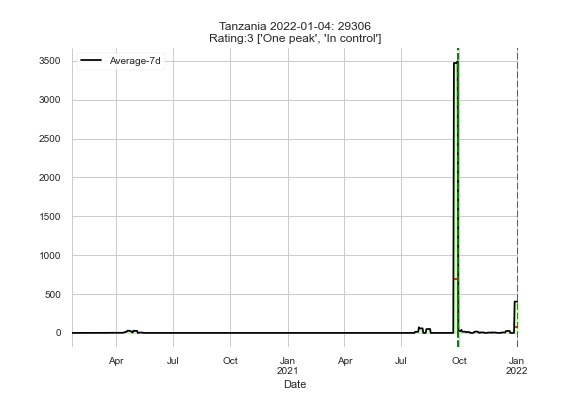 Tanzania 2022-01-04: 29306
Rating:3 ['One peak', 'In control']
Average-7d
3500
3000
2500
2000
1500
1000
500
0
Apr
Jul
Oct
Jan
2021
Apr
Jul
Oct
Jan
2022
Date